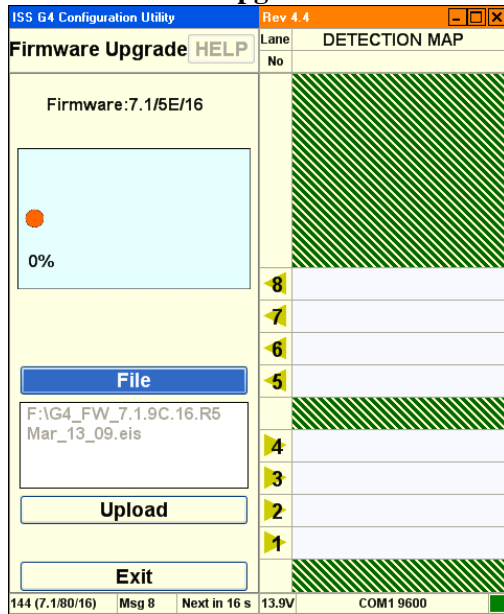 ISS G4 Configuration Utility
Rev 4.4
Firmware Upgrade HELP
Lane
No
DETECTION MAP
Firmware:7.1/5E/16
0%
8
7
6
5
4
3
2
1
File
F:\G4_FW_7.1.9C.16.R5
Mar_13_09.eis
Upload
Exit
144 (7.1/80/16) Msg 8 Next in 16 s 13.9V COM1 9600